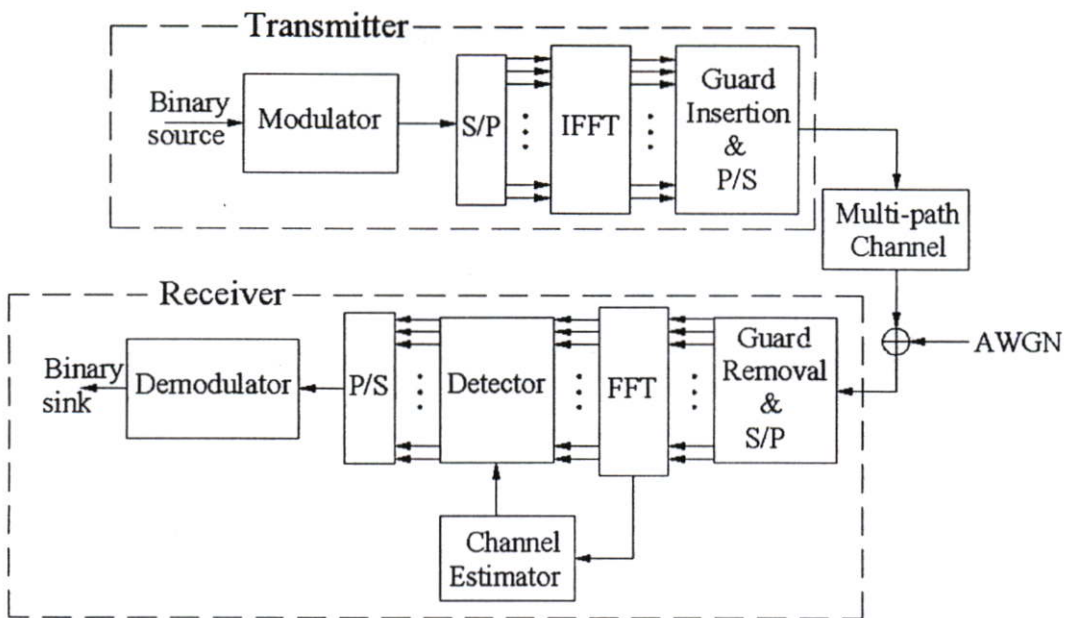 Transmitter
Binary
source
Modulator
S/P
IFFT
Guard
Insertion
&
P/S
Multi-path
Channel
AWGN
Receiver
Guard
Removal
&
S/P
FFT
Detector
P/S
Demodulator
Binary
sink
Channel
Estimator